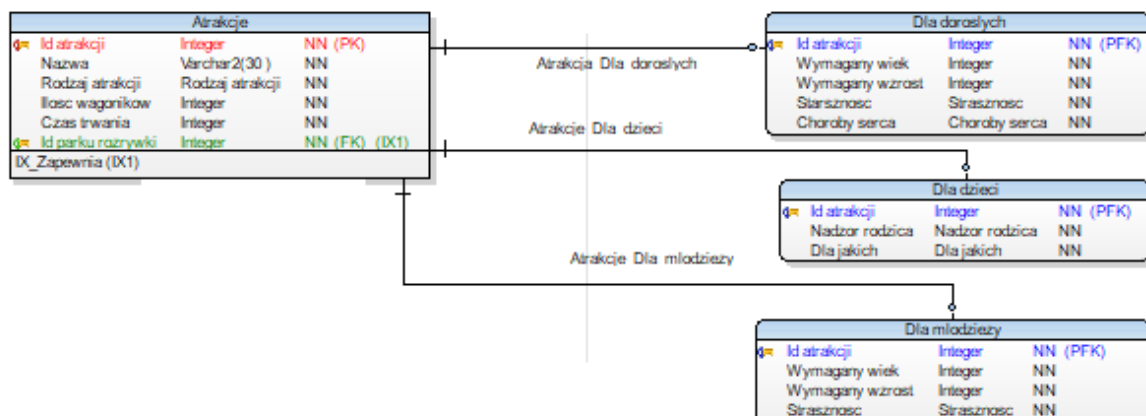 Atrakcje
Id atrakcji Integer NN (PK)
Nazwa Varchar2(30 ) NN
Rodzaj atrakcji Rodzaj atrakcji NN
Ilosc wagonikow Integer NN
Czas trwania Integer NN
Id parku rozrywki Integer NN (FK) (IX1)
IX_Zapewnia (IX1)
Atrakcja Dla doroslych
Atrakcje Dla dzieci
Atrakcje Dla mlodziezy
Dla doroslych
Id atrakcji Integer NN (PFK)
Wymagany wiek Integer NN
Wymagany wzrost Integer NN
Starsznosc Strasznosc NN
Choroby serca Choroby serca NN
Dla dzieci
Id atrakcji Integer NN (PFK)
Nadzor rodzica Nadzor rodzica NN
Dla jakich Dla jakich NN
Dla mlodziezy
Id atrakcji Integer NN (PFK)
Wymagany wiek Integer NN
Wymagany wzrost Integer NN
Strasznosc Strasznosc NN